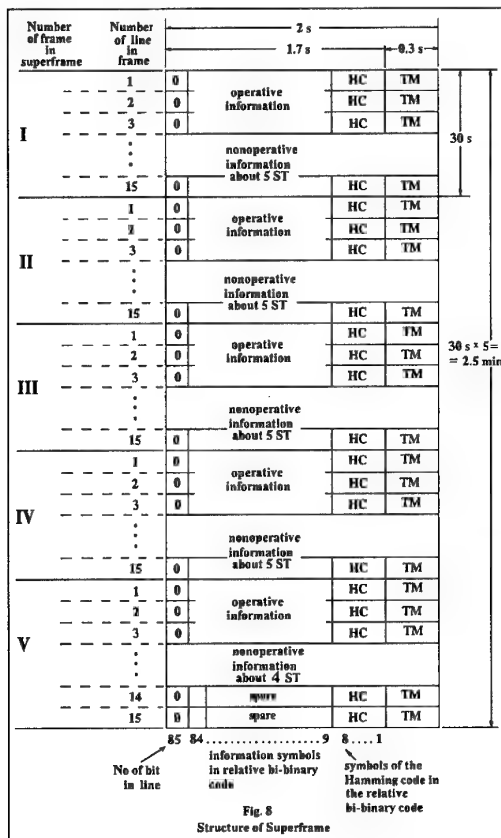 Number of frame in superframe
Number of line in frame
2 s
1.7 s
0.3 s
I
1 0 operative information HC TM
2 0 HC TM
3 0 HC TM
nonoperative information about 5 ST
15 0 HC TM
30 s
II
1 0 operative information HC TM
2 0 HC TM
3 0 HC TM
nonoperative information about 5 ST
15 0 HC TM
III
1 0 operative information HC TM
2 0 HC TM
3 0 HC TM
nonoperative information about 5 ST
15 0 HC TM
30 s × 5 =
= 2.5 min
IV
1 0 operative information HC TM
2 0 HC TM
3 0 HC TM
nonoperative information about 5 ST
15 0 HC TM
V
1 0 operative information HC TM
2 0 HC TM
3 0 HC TM
nonoperative information about 4 ST
14 0 spare HC TM
15 0 spare HC TM
85 84..................9 8....1
No of bit in line
information symbols in relative bi-binary code
symbols of the Hamming code in the relative bi-binary code
Fig. 8
Structure of Superframe